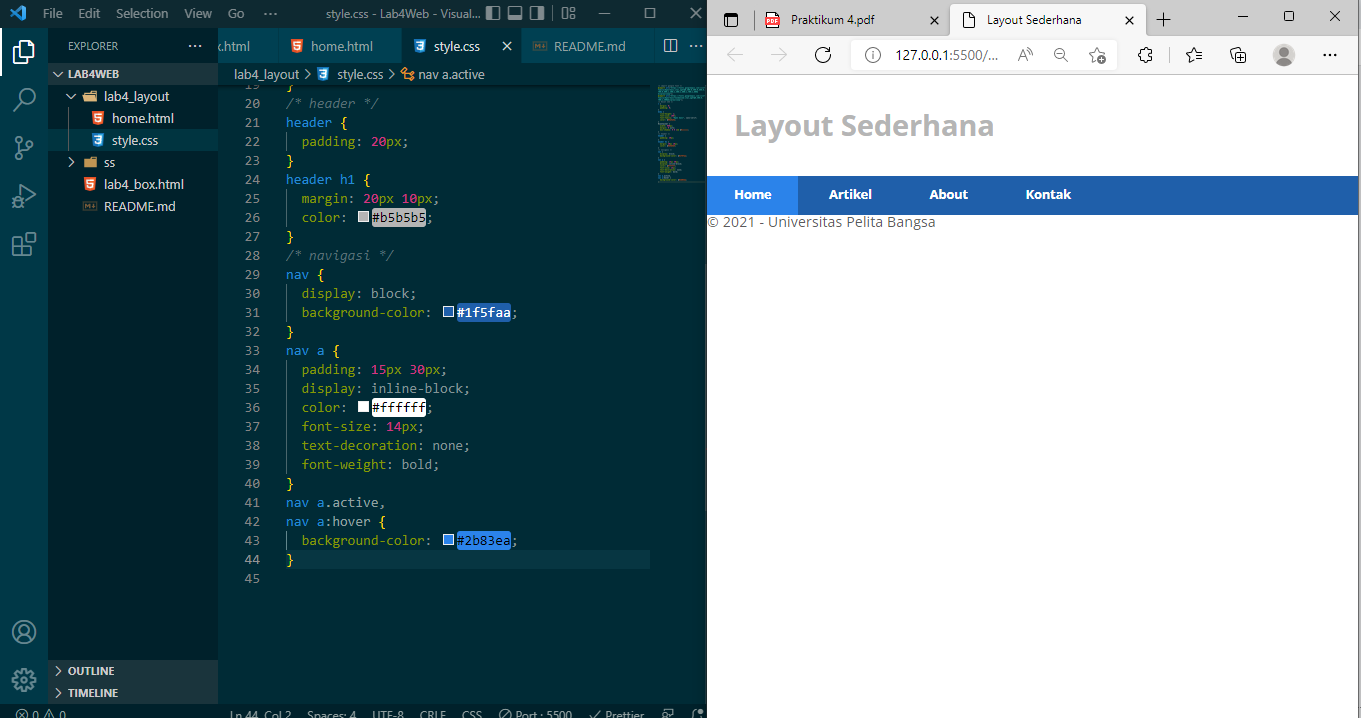 File Edit Selection View Go ··· style.css - Lab4Web - Visual...
EXPLORER ···
LAB4WEB
lab4_layout
home.html
style.css
ss
lab4_box.html
README.md
OUTLINE
TIMELINE
x.html home.html style.css README.md ···
lab4_layout > style.css > nav a.active
19 }
20 /* header */
21 header {
22 padding: 20px;
23 }
24 header h1 {
25 margin: 20px 10px;
26 color: #b5b5b5;
27 }
28 /* navigasi */
29 nav {
30 display: block;
31 background-color: #1f5faa;
32 }
33 nav a {
34 padding: 15px 30px;
35 display: inline-block;
36 color: #ffffff;
37 font-size: 14px;
38 text-decoration: none;
39 font-weight: bold;
40 }
41 nav a.active,
42 nav a:hover {
43 background-color: #2b83ea;
44 }
45
0 0 Ln 44, Col 2 Spaces: 4 UTF-8 CRLF CSS Port : 5500 Prettier
Praktikum 4.pdf Layout Sederhana
127.0.0.1:5500/...
Layout Sederhana
Home Artikel About Kontak
© 2021 - Universitas Pelita Bangsa